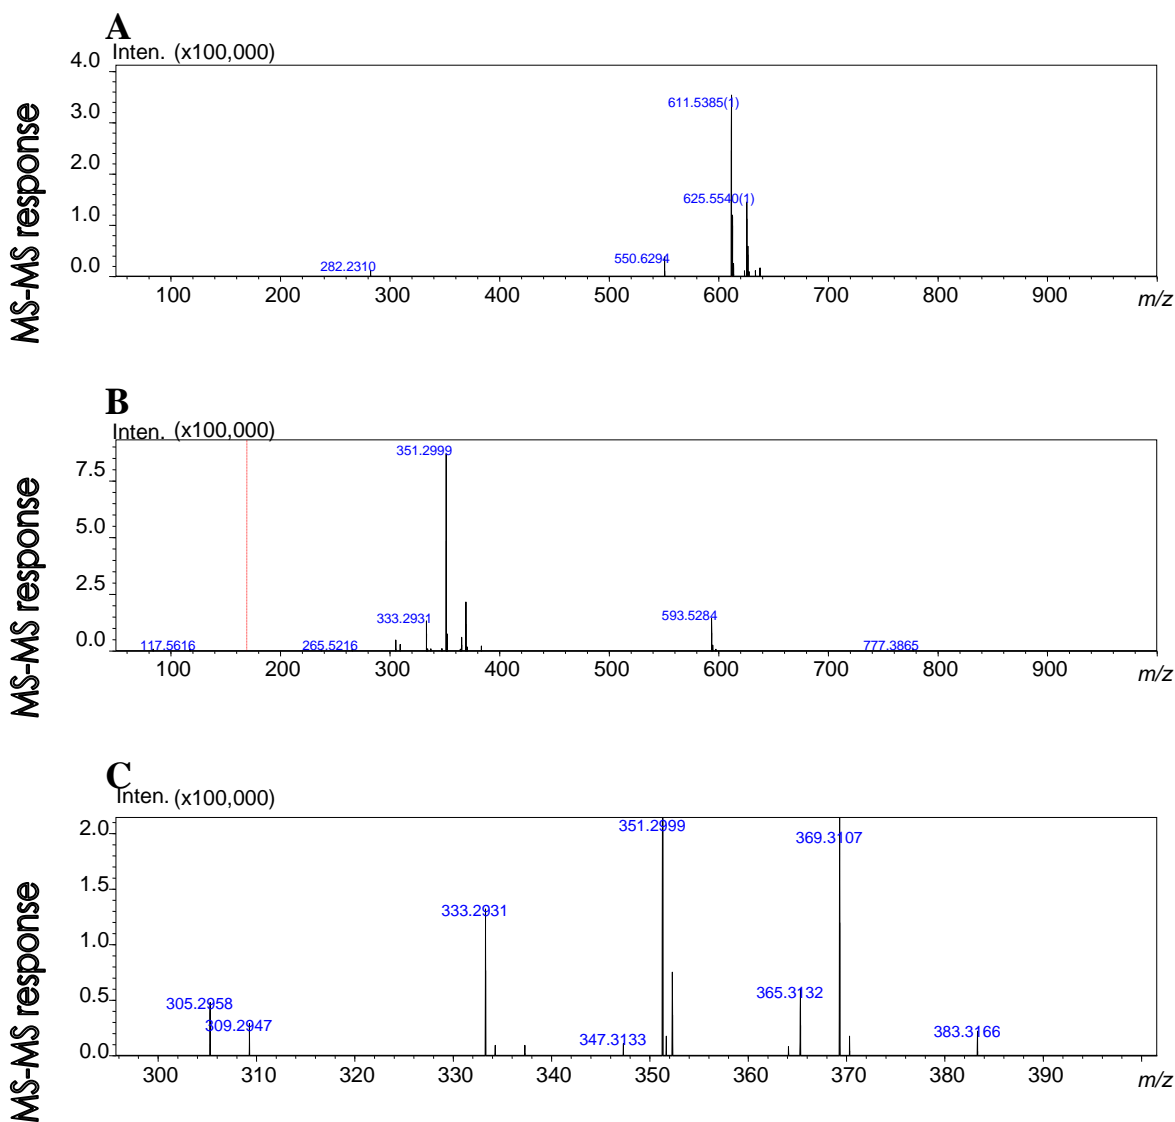 A
Inten. (x100,000)
4.0
3.0
2.0
1.0
0.0
MS-MS response
611.5385(1)
625.5540(1)
550.6294
282.2310
100 200 300 400 500 600 700 800 900 m/z
B
Inten. (x100,000)
7.5
5.0
2.5
0.0
MS-MS response
351.2999
333.2931
593.5284
117.5616 265.5216 777.3865
100 200 300 400 500 600 700 800 900 m/z
C
Inten. (x100,000)
2.0
1.5
1.0
0.5
0.0
MS-MS response
351.2999
369.3107
333.2931
365.3132
305.2958
309.2947
347.3133
383.3166
300 310 320 330 340 350 360 370 380 390 m/z